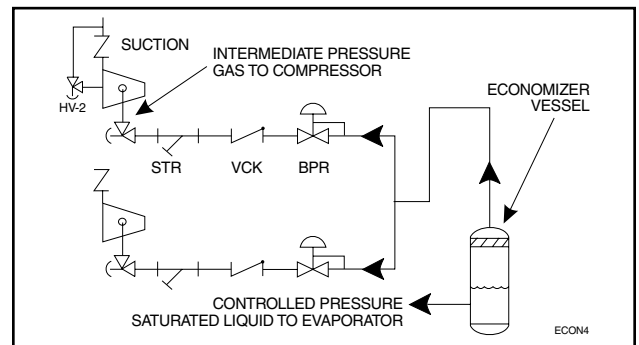 SUCTION
INTERMEDIATE PRESSURE
GAS TO COMPRESSOR
HV-2
ECONOMIZER
VESSEL
STR
VCK
BPR
CONTROLLED PRESSURE
SATURATED LIQUID TO EVAPORATOR
ECON4